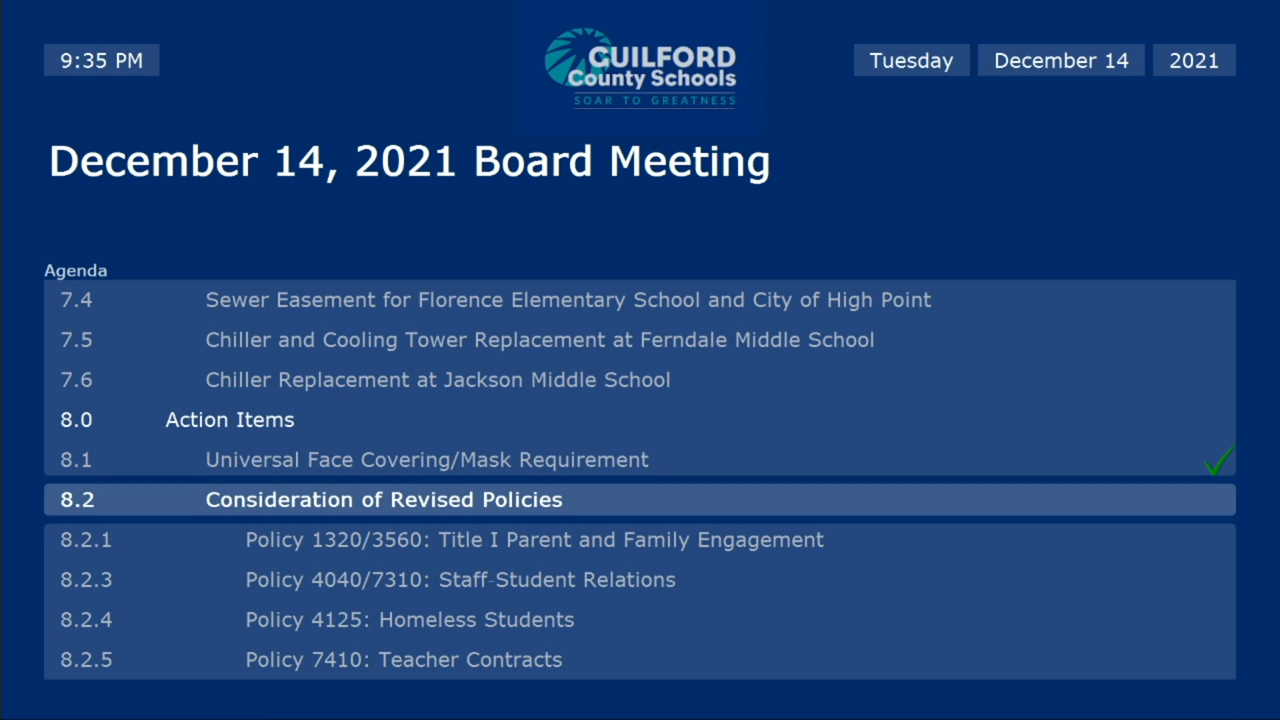 9:35 PM
GUILFORD
County Schools
SOAR TO GREATNESS
Tuesday
December 14
2021
December 14, 2021 Board Meeting
Agenda
7.4 Sewer Easement for Florence Elementary School and City of High Point
7.5 Chiller and Cooling Tower Replacement at Ferndale Middle School
7.6 Chiller Replacement at Jackson Middle School
8.0 Action Items
8.1 Universal Face Covering/Mask Requirement
8.2 Consideration of Revised Policies
8.2.1 Policy 1320/3560: Title I Parent and Family Engagement
8.2.3 Policy 4040/7310: Staff-Student Relations
8.2.4 Policy 4125: Homeless Students
8.2.5 Policy 7410: Teacher Contracts